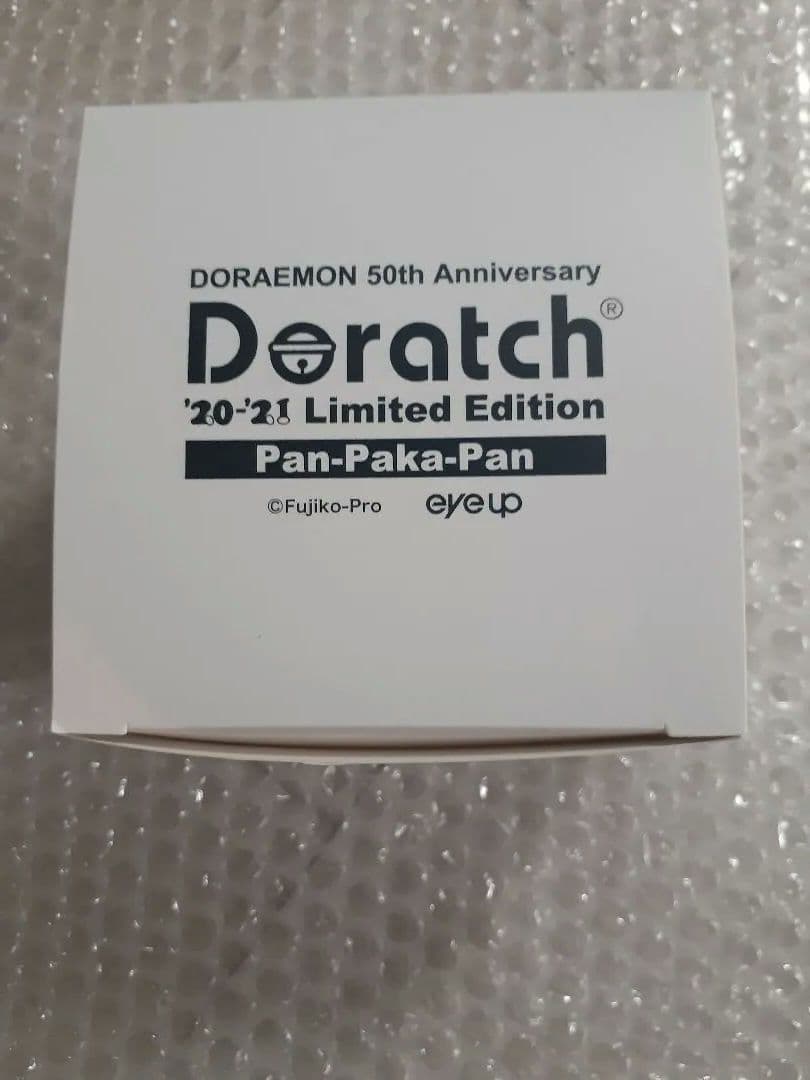 DORAEMON 50th Anniversary
Doratch®
'20-'21 Limited Edition
Pan-Paka-Pan
©Fujiko-Pro eye up